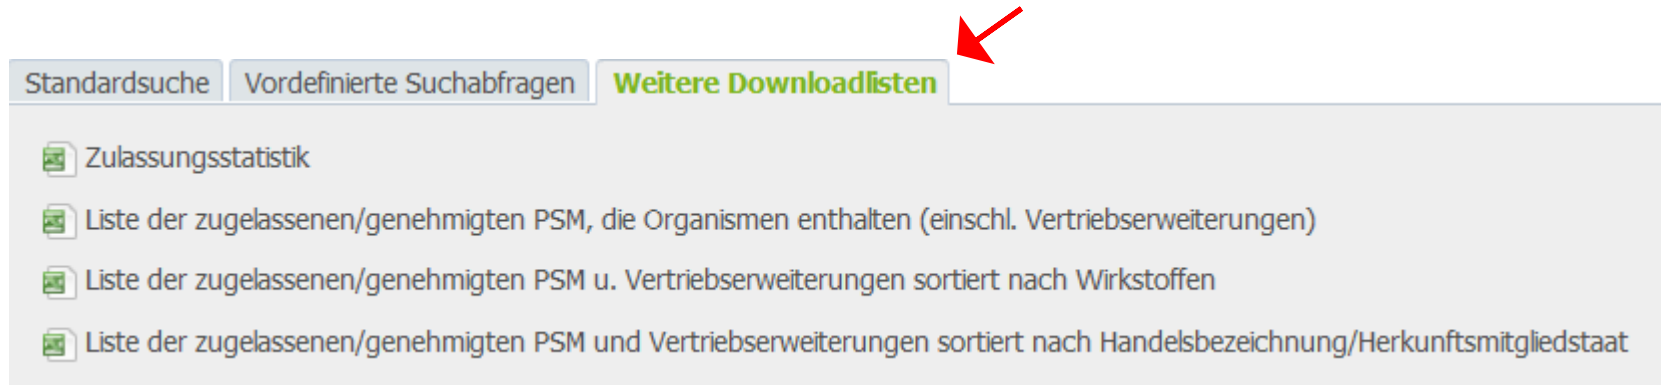 Standardsuche Vordefinierte Suchabfragen Weitere Downloadlisten
Zulassungsstatistik
Liste der zugelassenen/genehmigten PSM, die Organismen enthalten (einschl. Vertriebserweiterungen)
Liste der zugelassenen/genehmigten PSM u. Vertriebserweiterungen sortiert nach Wirkstoffen
Liste der zugelassenen/genehmigten PSM und Vertriebserweiterungen sortiert nach Handelsbezeichnung/Herkunftsmitgliedstaat